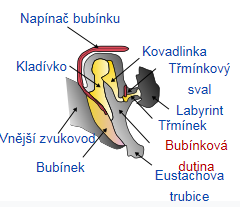 Napínač bubínku
Kladívko
Kovadlinka
Třmínkový
sval
Labyrint
Třmínek
Vnější zvukovod
Bubínek
Bubínková
dutina
Eustachova
trubice